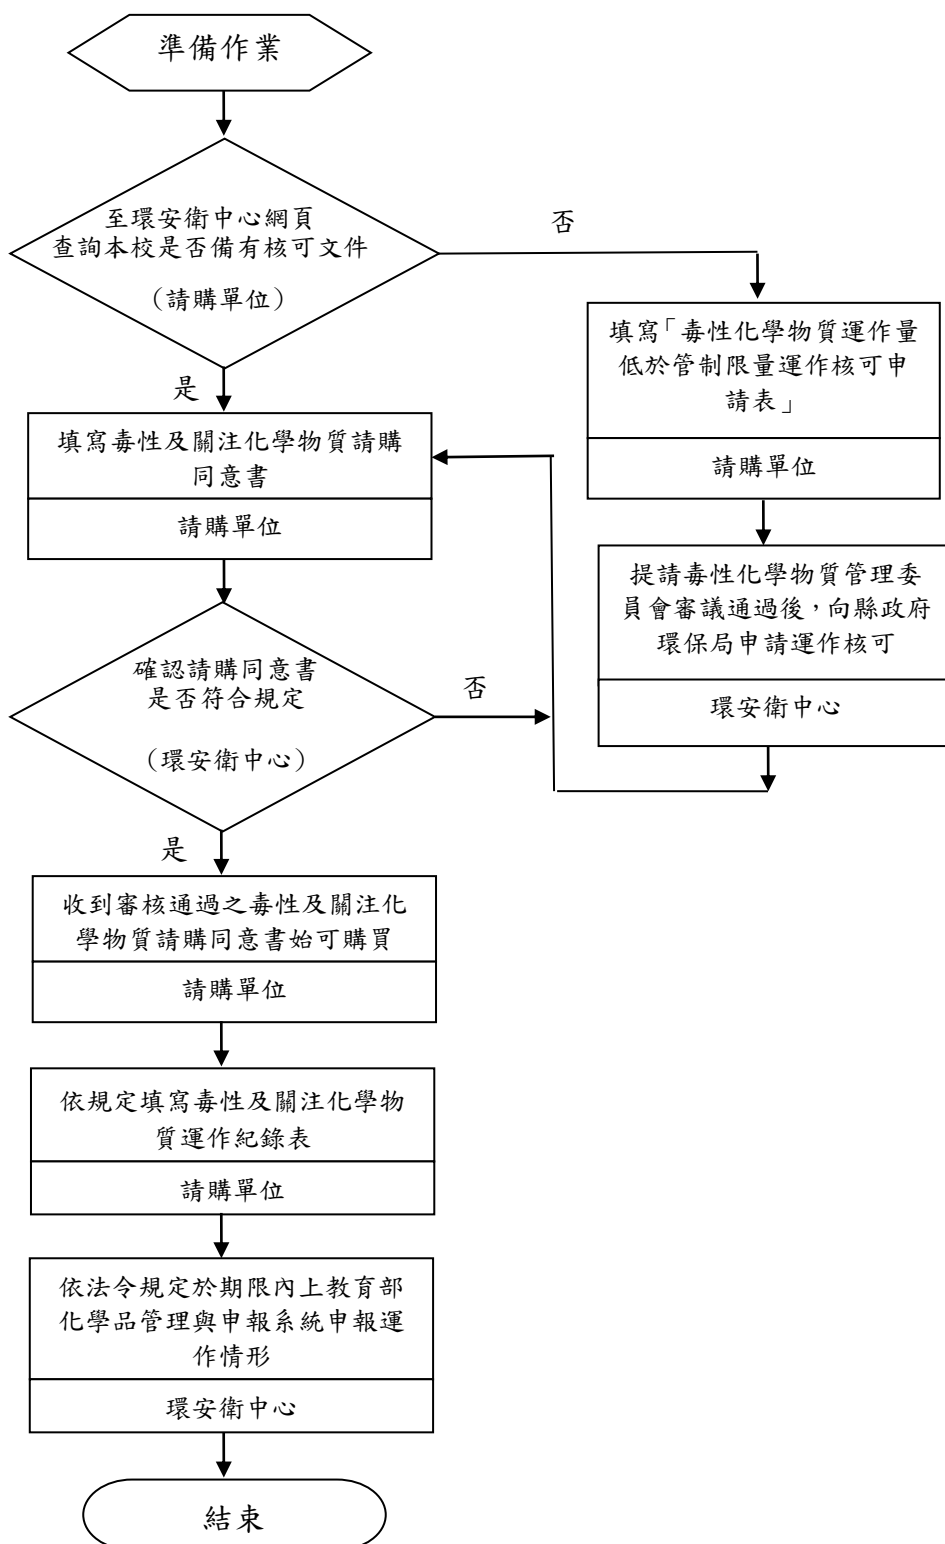 準備作業
至環安衛中心網頁
查詢本校是否備有核可文件
（請購單位）
否
是
填寫「毒性化學物質運作量
低於管制限量運作核可申
請表」
請購單位
填寫毒性及關注化學物質請購
同意書
請購單位
提請毒性化學物質管理委
員會審議通過後，向縣政府
環保局申請運作核可
環安衛中心
確認請購同意書
是否符合規定
（環安衛中心）
否
是
收到審核通過之毒性及關注化
學物質請購同意書始可購買
請購單位
依規定填寫毒性及關注化學物
質運作紀錄表
請購單位
依法令規定於期限內上教育部
化學品管理與申報系統申報運
作情形
環安衛中心
結束